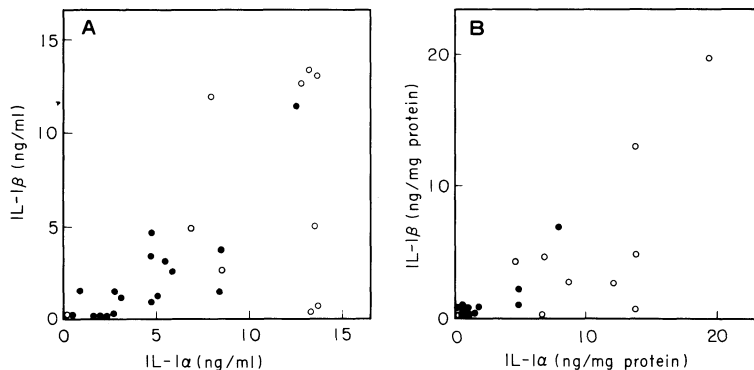 A
15
10
5
0
IL-1β (ng/ml)
0 5 10 15
IL-1α (ng/ml)
B
20
10
0
IL-1β (ng/mg protein)
0 10 20
IL-1α (ng/mg protein)